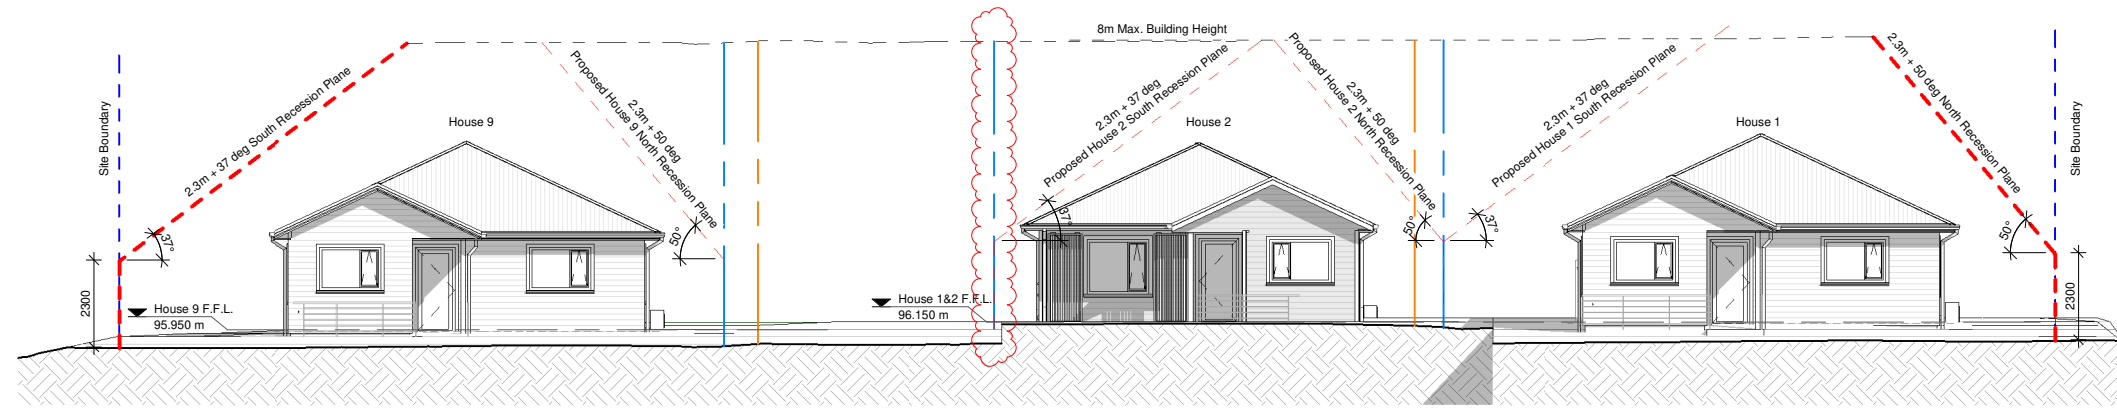 8m Max. Building Height
Site Boundary
2.3m + 37 deg South Recession Plane
37°
2300
House 9 F.F.L.
95.950 m
House 9
2.3m + 50 deg
Proposed House 9 North Recession Plane
50°
House 1&2 F.F.L.
96.150 m
2.3m + 37 deg
Proposed House 2 South Recession Plane
37°
House 2
2.3m + 50 deg
Proposed House 2 North Recession Plane
50°
37°
2.3m + 37 deg
Proposed House 1 South Recession Plane
House 1
2.3m + 50 deg North Recession Plane
50°
2300
Site Boundary